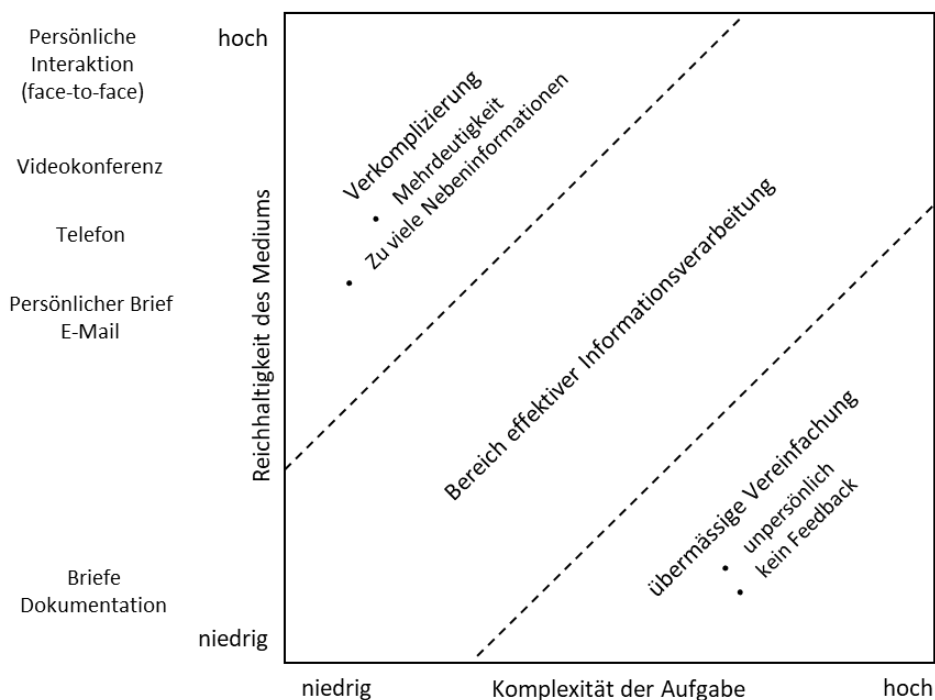 Persönliche
Interaktion
(face-to-face)
Videokonferenz
Telefon
Persönlicher Brief
E-Mail
Briefe
Dokumentation
hoch
Reichhaltigkeit des Mediums
niedrig
Verkomplizierung
• Mehrdeutigkeit
• Zu viele Nebeninformationen
Bereich effektiver Informationsverarbeitung
übermässige Vereinfachung
• unpersönlich
• kein Feedback
niedrig
Komplexität der Aufgabe
hoch